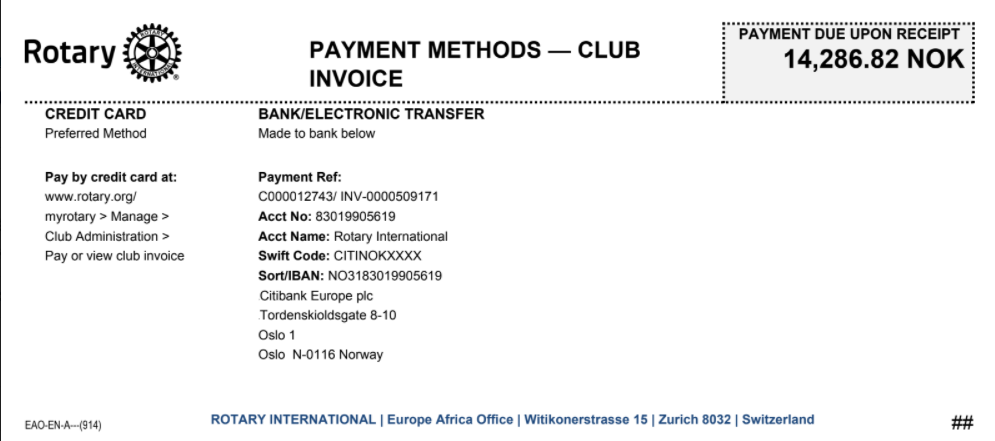 Rotary
ROTARY
INTERNATIONAL
PAYMENT METHODS — CLUB
INVOICE
PAYMENT DUE UPON RECEIPT
14,286.82 NOK
CREDIT CARD
Preferred Method
Pay by credit card at:
www.rotary.org/
myrotary > Manage >
Club Administration >
Pay or view club invoice
BANK/ELECTRONIC TRANSFER
Made to bank below
Payment Ref:
C000012743/ INV-0000509171
Acct No: 83019905619
Acct Name: Rotary International
Swift Code: CITINOKXXXX
Sort/IBAN: NO3183019905619
Citibank Europe plc
Tordenskioldsgate 8-10
Oslo 1
Oslo N-0116 Norway
EAO-EN-A---(914)
ROTARY INTERNATIONAL | Europe Africa Office | Witikonerstrasse 15 | Zurich 8032 | Switzerland
##